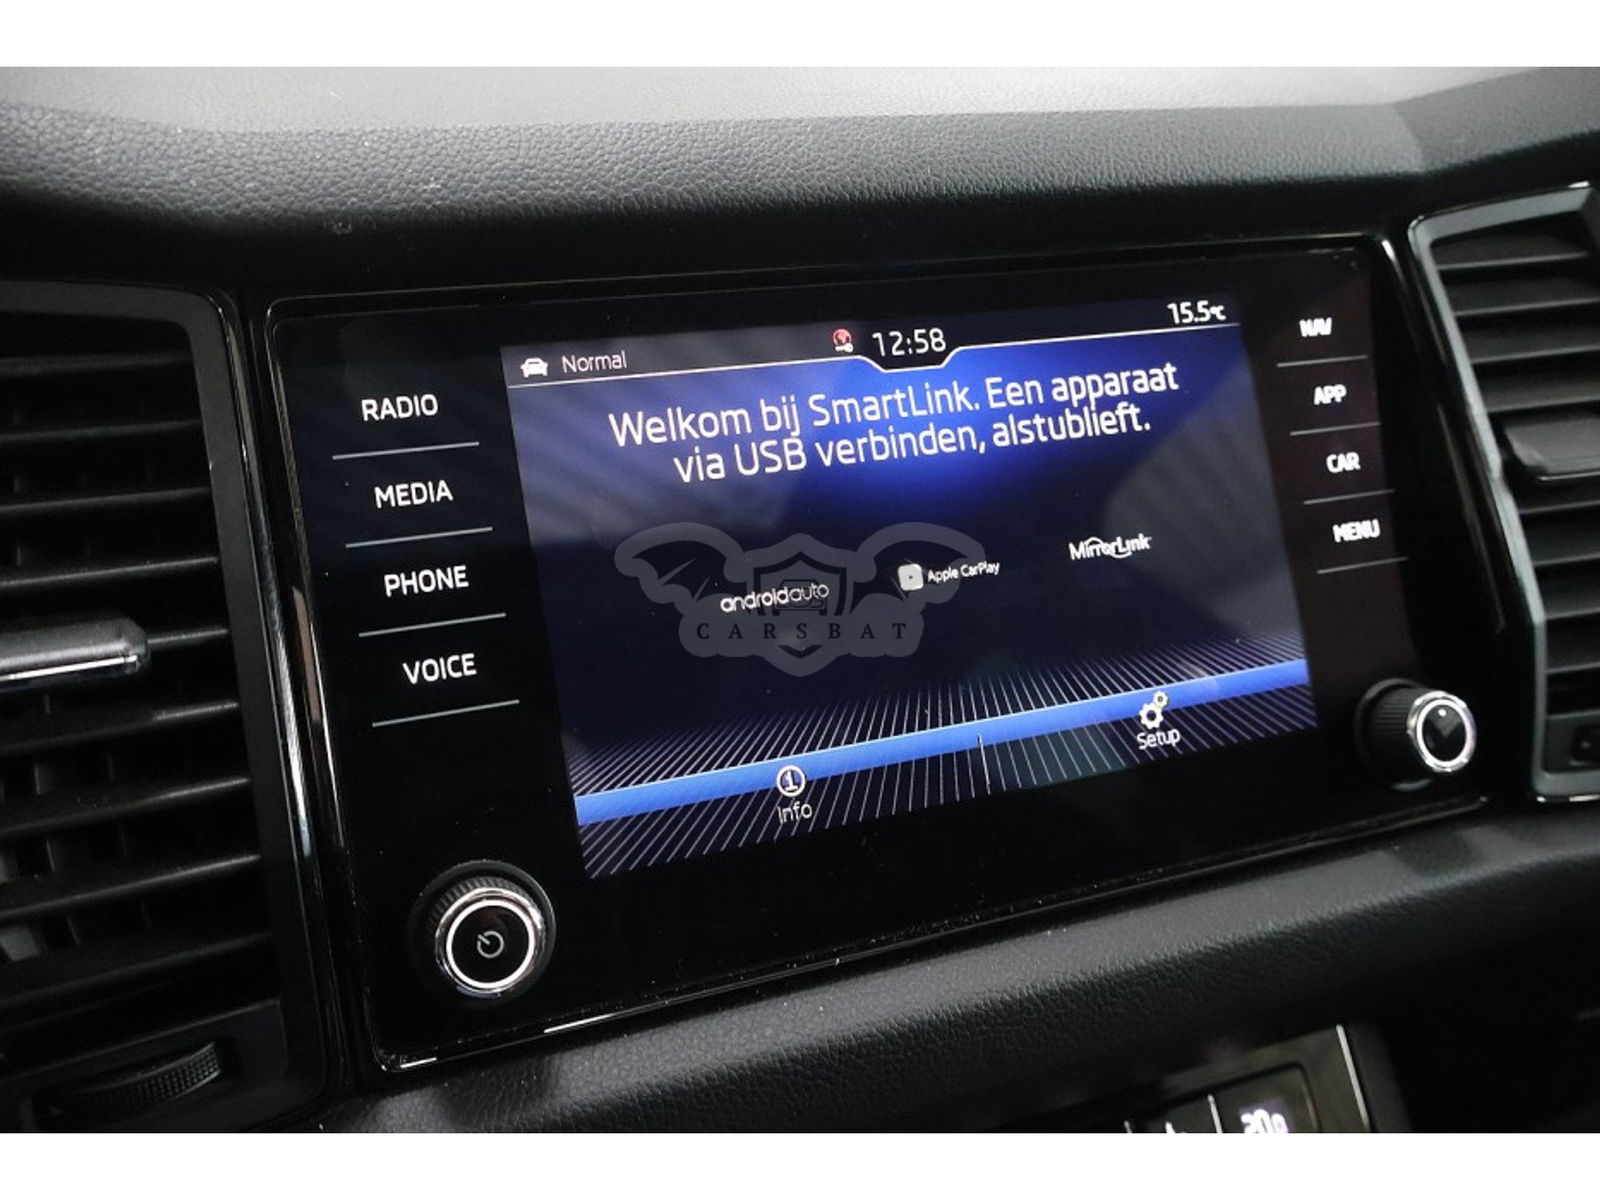 Normal
12:58
15.5°C
Welkom bij SmartLink. Een apparaat
via USB verbinden, alstublieft.
androidauto
Apple CarPlay
MirrorLink
CARSBAT
Info
Setup
RADIO
MEDIA
PHONE
VOICE
NAV
APP
CAR
MENU